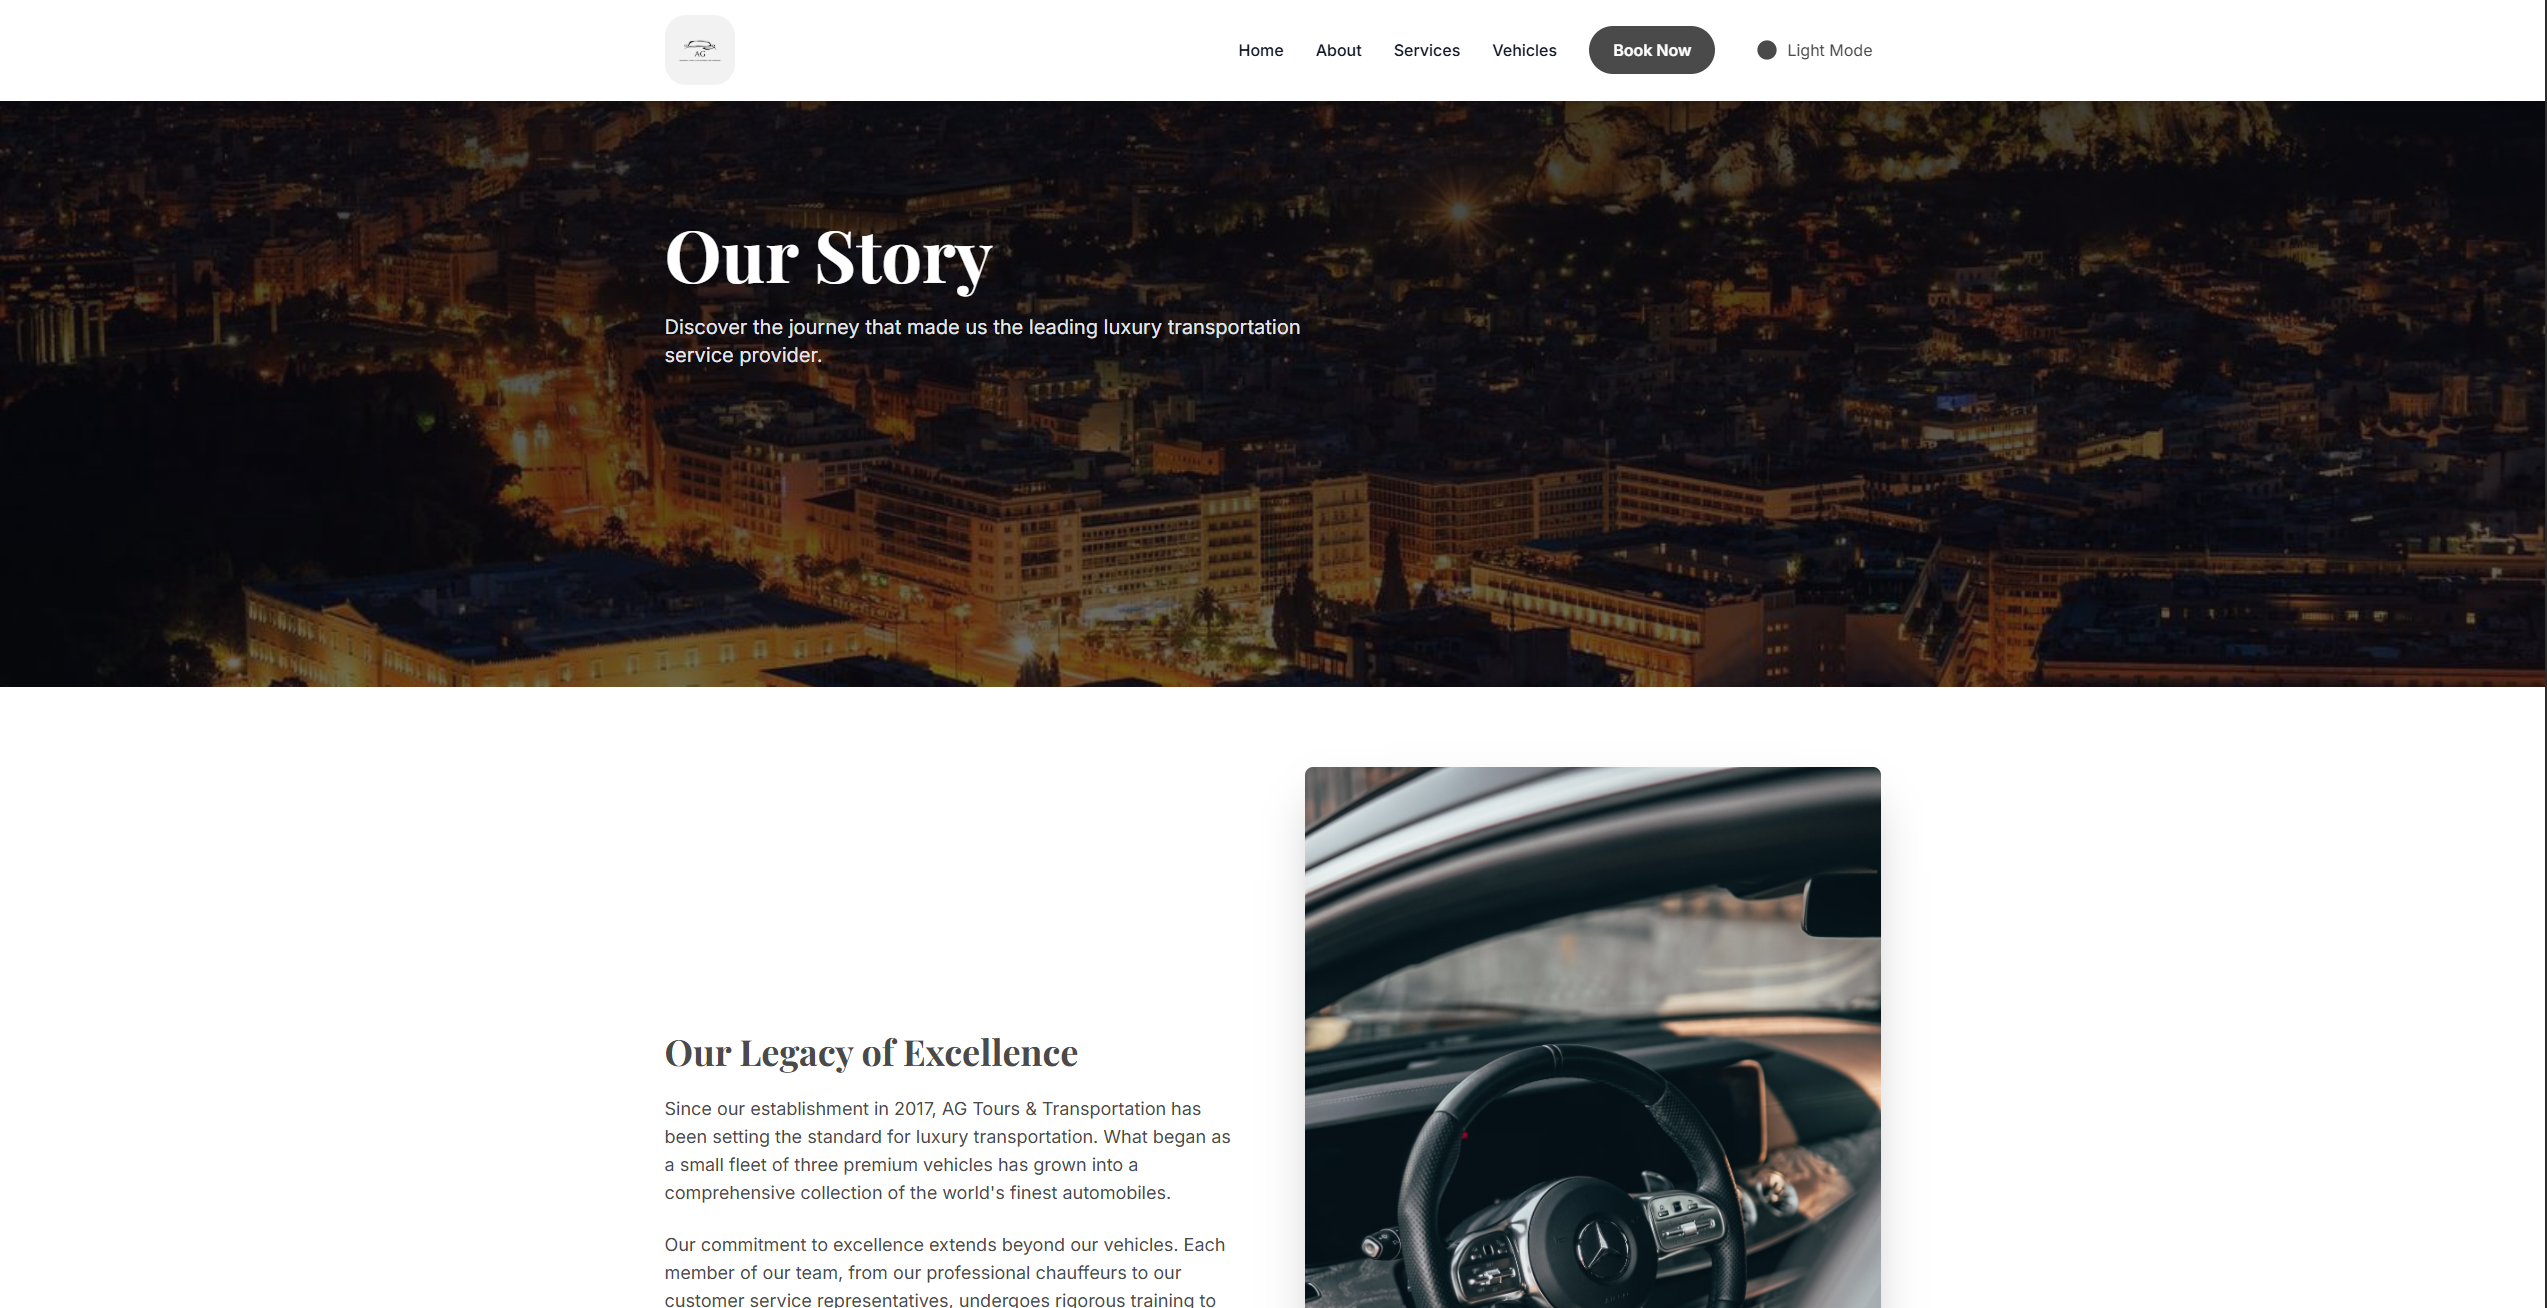 AG
Home
About
Services
Vehicles
Book Now
Light Mode
Our Story
Discover the journey that made us the leading luxury transportation
service provider.
Our Legacy of Excellence
Since our establishment in 2017, AG Tours & Transportation has
been setting the standard for luxury transportation. What began as
a small fleet of three premium vehicles has grown into a
comprehensive collection of the world's finest automobiles.
Our commitment to excellence extends beyond our vehicles. Each
member of our team, from our professional chauffeurs to our
customer service representatives, undergoes rigorous training to